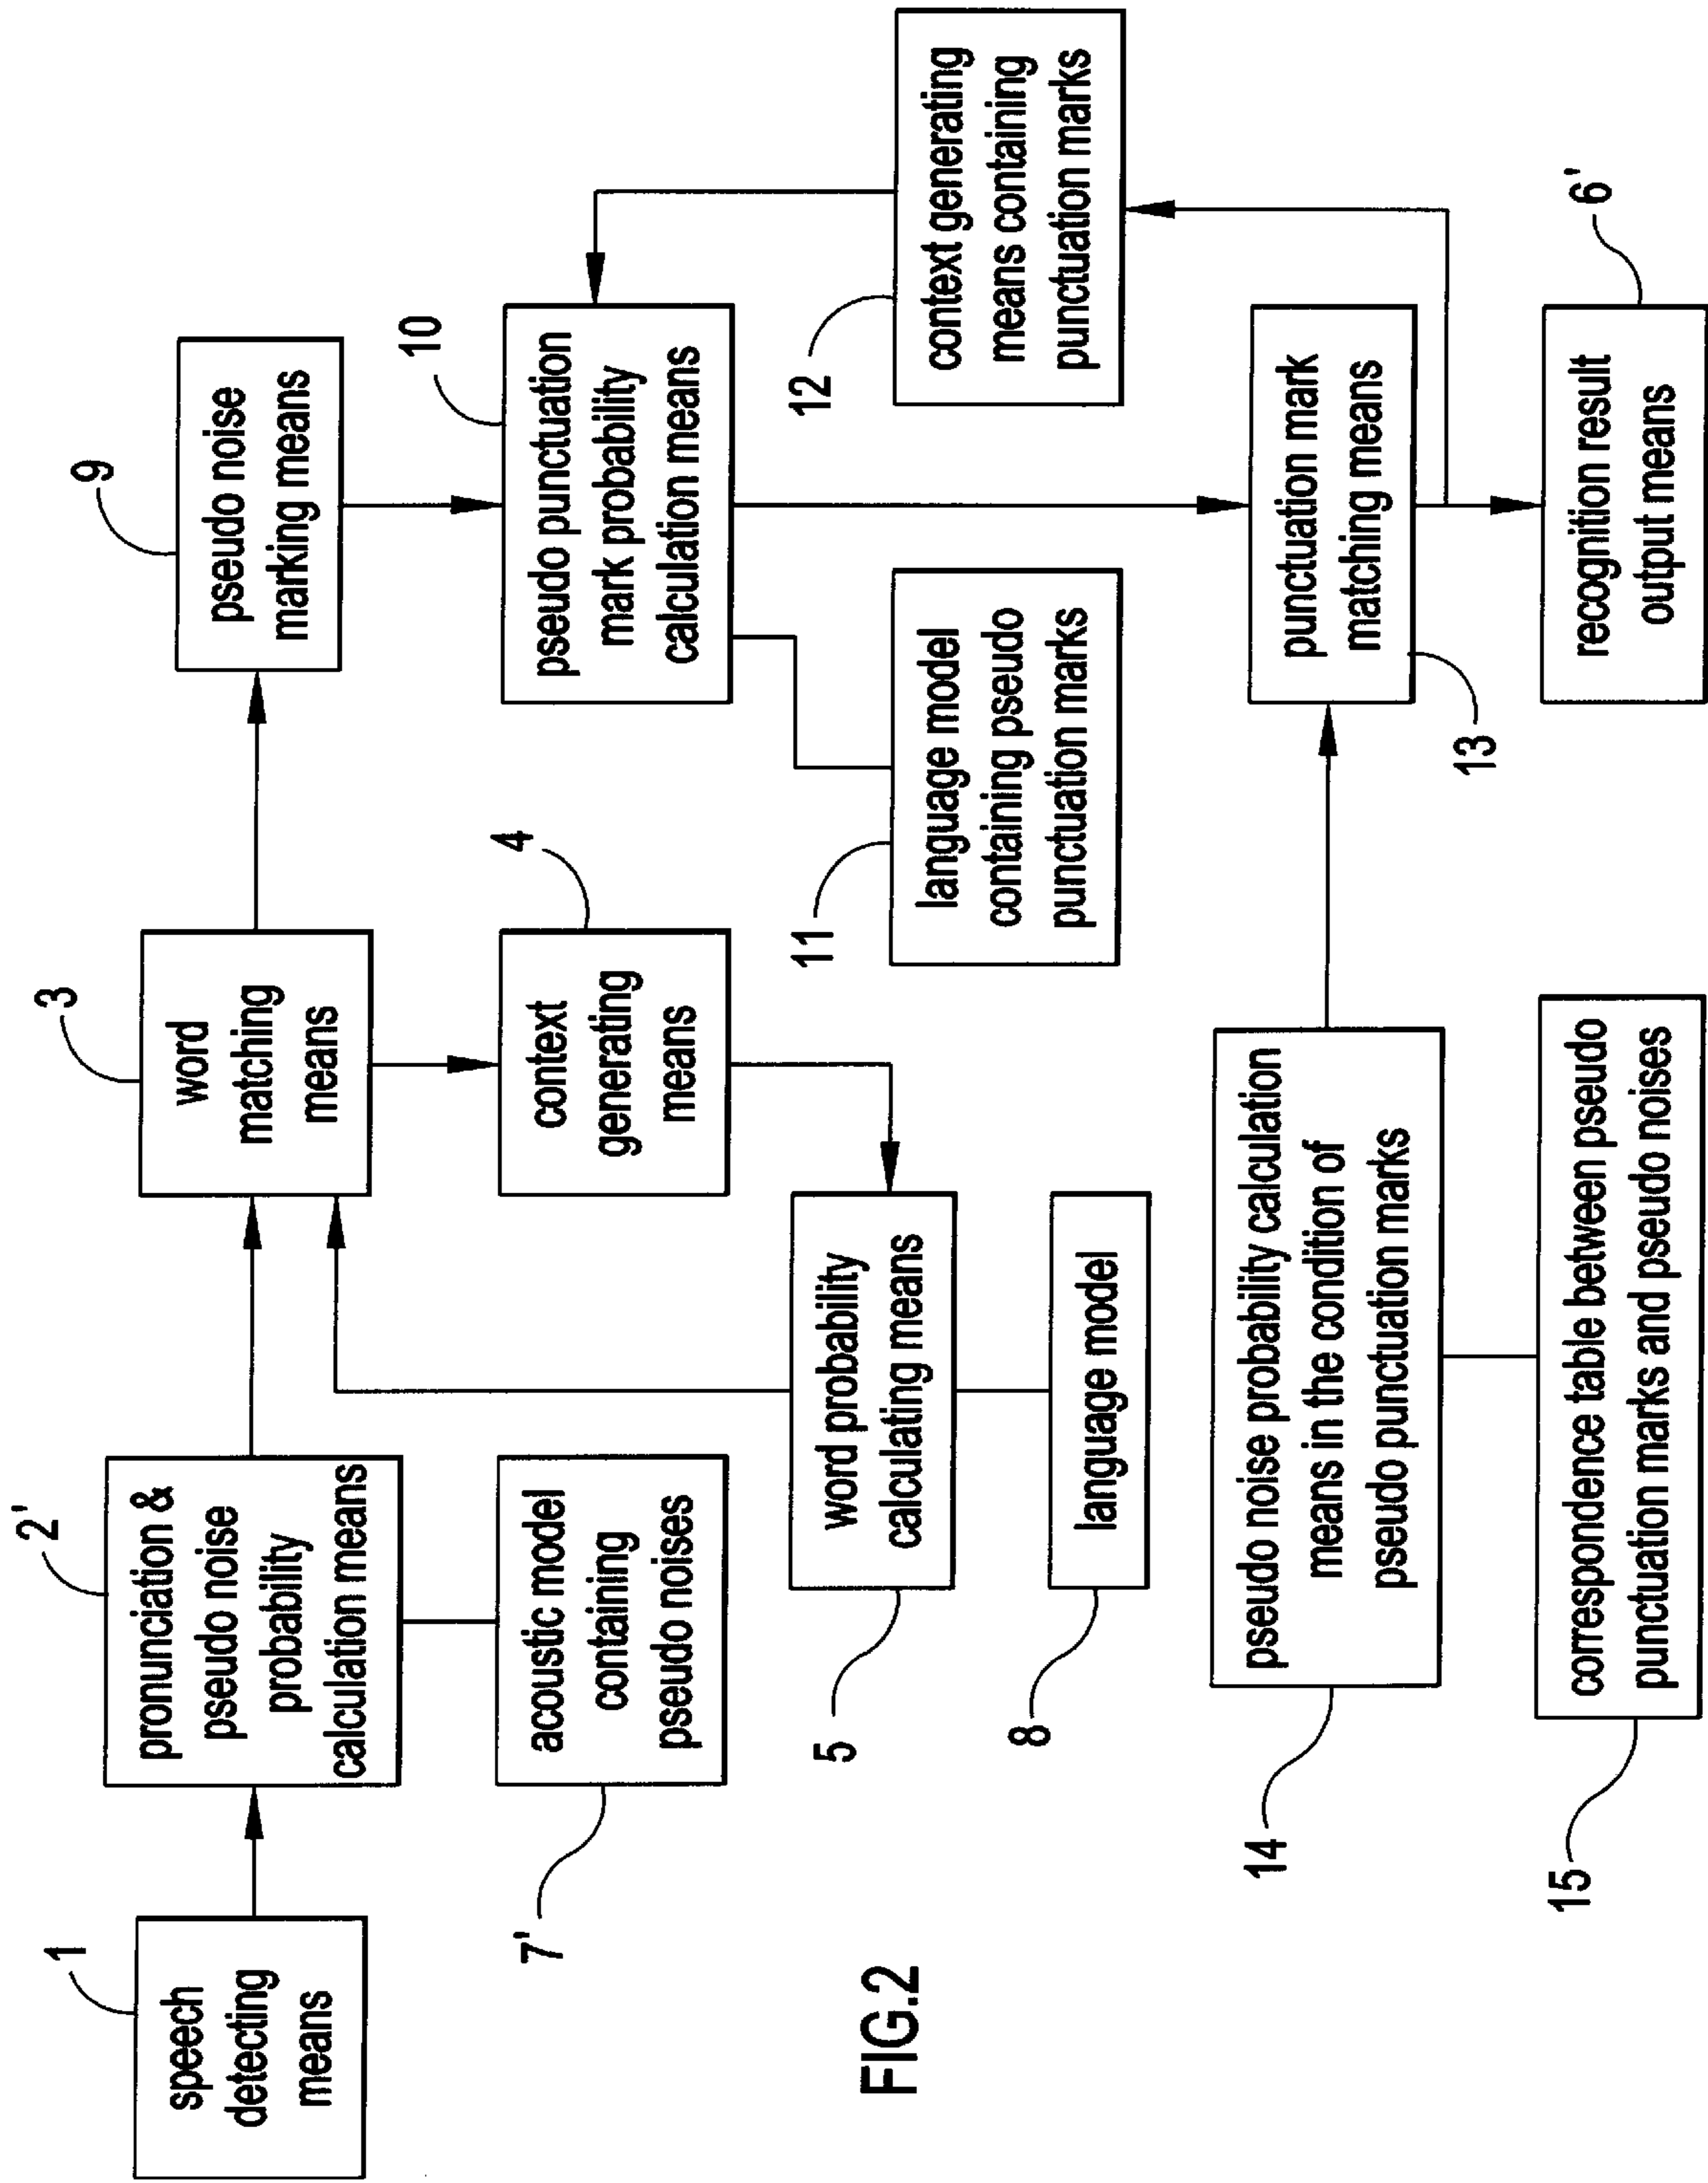 1
speech
detecting
means
2'
pronunciation &
pseudo noise
probability
calculation means
3
word
matching
means
9
pseudo noise
marking means
7'
acoustic model
containing
pseudo noises
4
context
generating
means
10
pseudo punctuation
mark probability
calculation means
5
word probability
calculating means
11
language model
containing pseudo
punctuation marks
12
context generating
means containing
punctuation marks
8
language model
FIG.2
14
pseudo noise probability calculation
means in the condition of
pseudo punctuation marks
13
punctuation mark
matching means
15
correspondence table between pseudo
punctuation marks and pseudo noises
6'
recognition result
output means